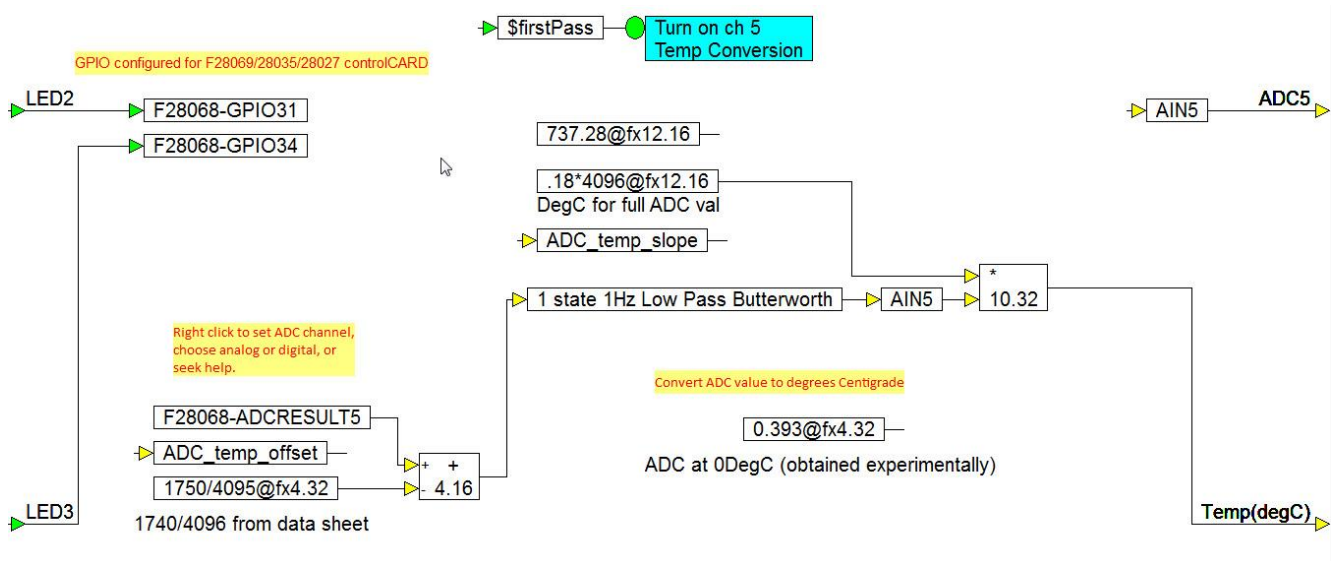 $firstPass
Turn on ch 5
Temp Conversion
GPIO configured for F28069/28035/28027 controlCARD
LED2
F28068-GPIO31
AIN5
ADC5
F28068-GPIO34
737.28@fx12.16
.18*4096@fx12.16
DegC for full ADC val
ADC_temp_slope
*
10.32
1 state 1Hz Low Pass Butterworth
AIN5
Right click to set ADC channel,
choose analog or digital, or
seek help.
Convert ADC value to degrees Centigrade
F28068-ADCRESULT5
0.393@fx4.32
ADC_temp_offset
ADC at 0DegC (obtained experimentally)
+ +
- 4.16
1750/4095@fx4.32
LED3
1740/4096 from data sheet
Temp(degC)